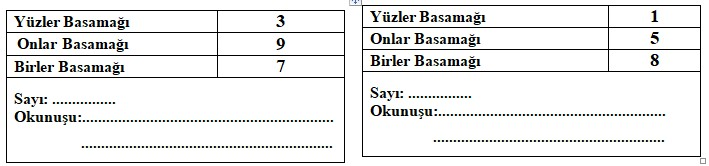 Yüzler Basamağı 3
Onlar Basamağı 9
Birler Basamağı 7
Sayı: ................
Okunuşu:...............................................................
...............................................................
Yüzler Basamağı 1
Onlar Basamağı 5
Birler Basamağı 8
Sayı: ................
Okunuşu:.........................................................
..........................................................